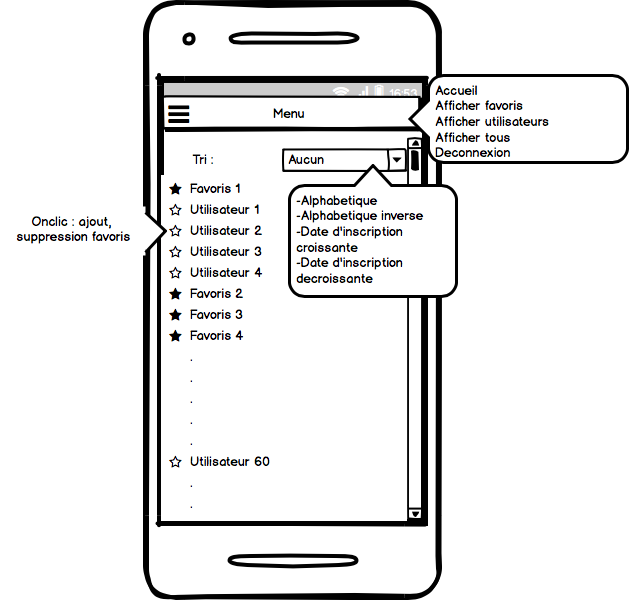 16:53
Menu
Accueil
Afficher favoris
Afficher utilisateurs
Afficher tous
Deconnexion
Tri :
Aucun
-Alphabetique
-Alphabetique inverse
-Date d'inscription
croissante
-Date d'inscription
decroissante
Onclic : ajout,
suppression favoris
Favoris 1
Utilisateur 1
Utilisateur 2
Utilisateur 3
Utilisateur 4
Favoris 2
Favoris 3
Favoris 4
.
.
.
.
.
Utilisateur 60
.
.